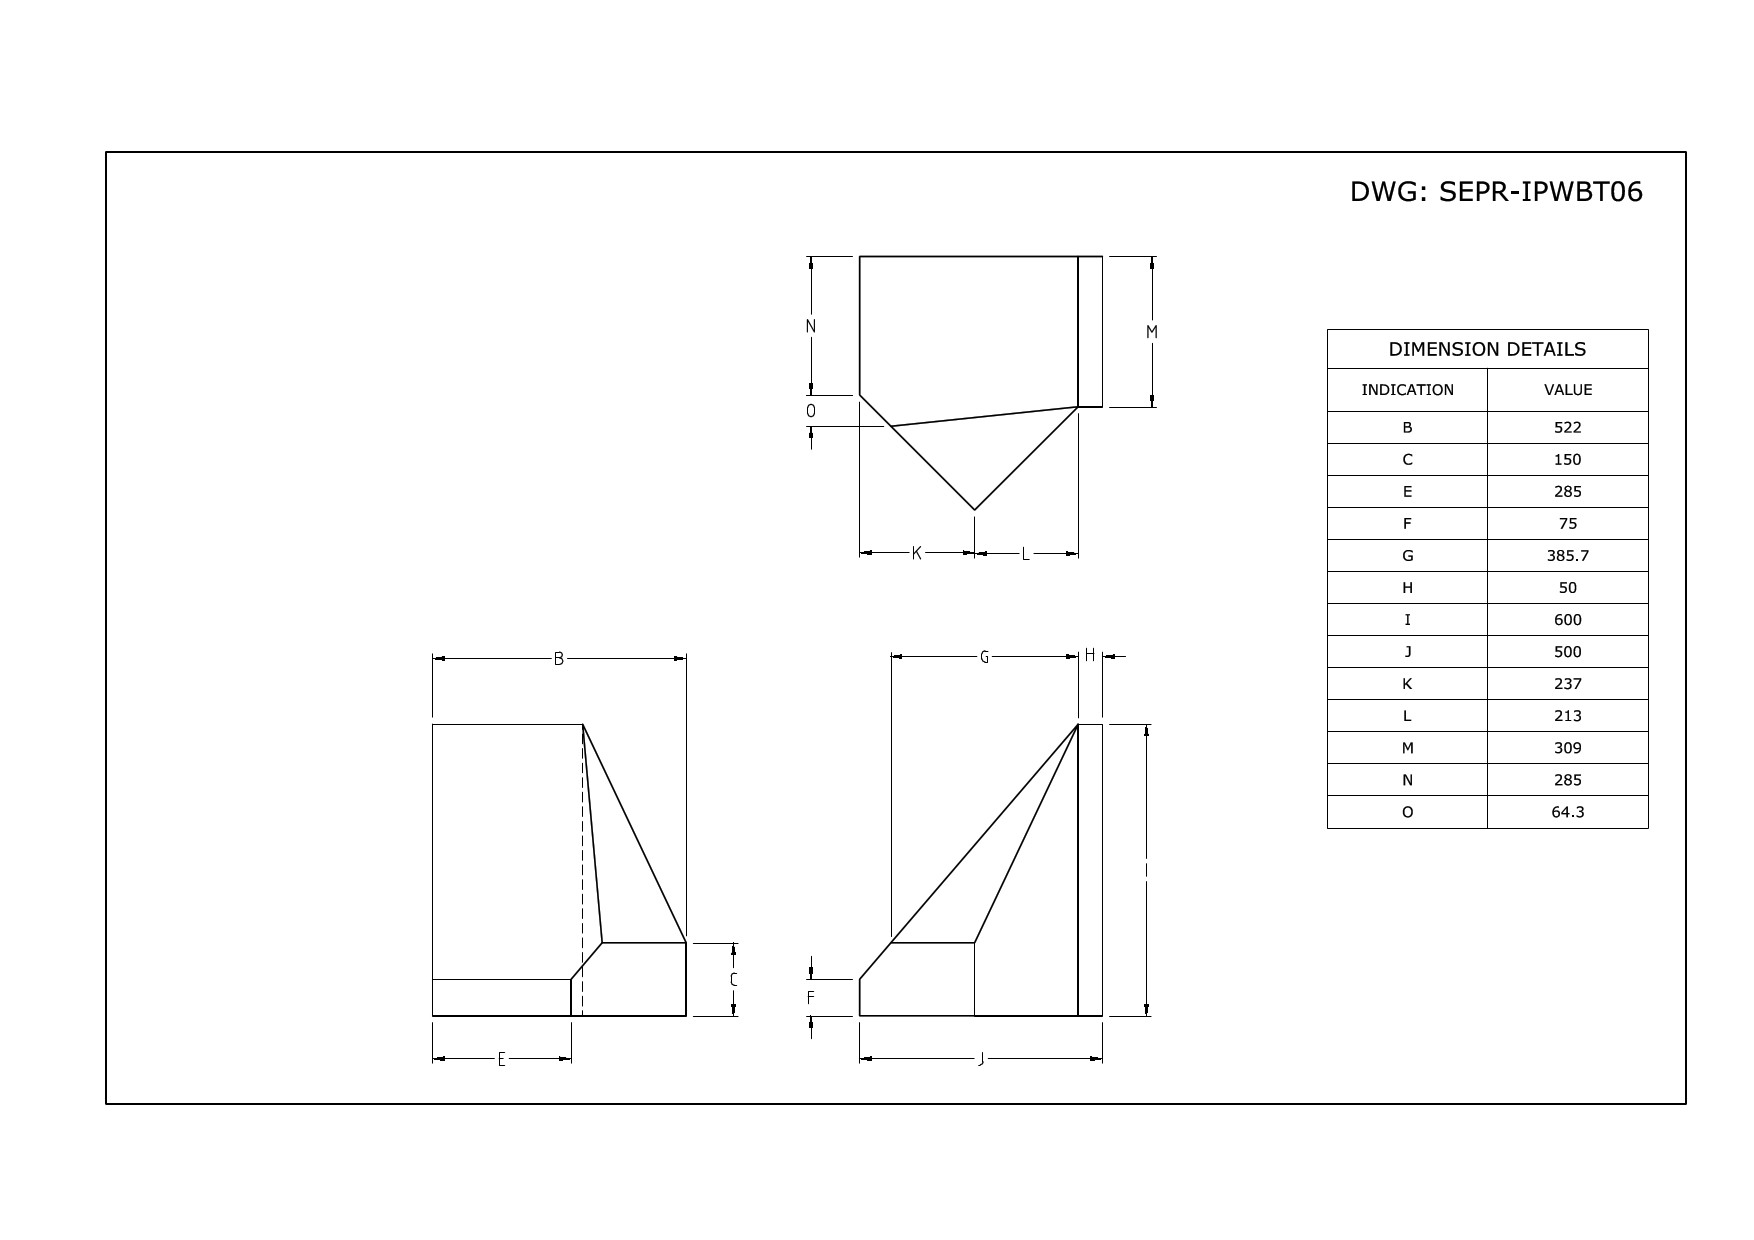 DWG: SEPR-IPWBT06
N
M
O
K
L
DIMENSION DETAILS
INDICATION VALUE
B 522
C 150
E 285
F 75
G 385.7
H 50
I 600
J 500
K 237
L 213
M 309
N 285
O 64.3
B
G
H
I
C
F
E
J